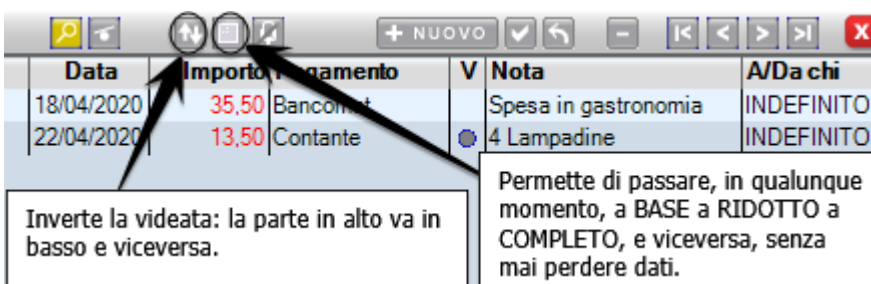 + NUOVO
Data Importo Pagamento V Nota A/Da chi
18/04/2020 35,50 Bancomat Spesa in gastronomia INDEFINITO
22/04/2020 13,50 Contante 4 Lampadine INDEFINITO
Inverte la videata: la parte in alto va in
basso e viceversa.
Permette di passare, in qualunque
momento, a BASE a RIDOTTO a
COMPLETO, e viceversa, senza
mai perdere dati.